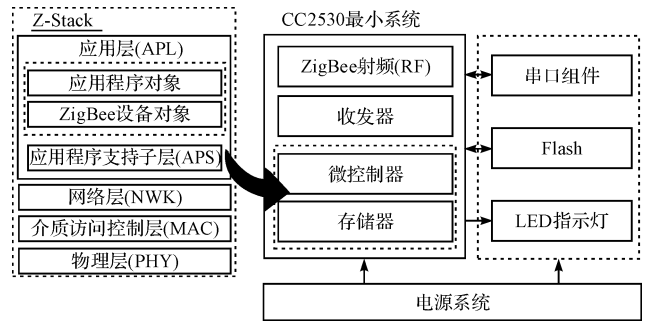 Z-Stack
应用层(APL)
应用程序对象
ZigBee设备对象
应用程序支持子层(APS)
网络层(NWK)
介质访问控制层(MAC)
物理层(PHY)
CC2530最小系统
ZigBee射频(RF)
收发器
微控制器
存储器
串口组件
Flash
LED指示灯
电源系统